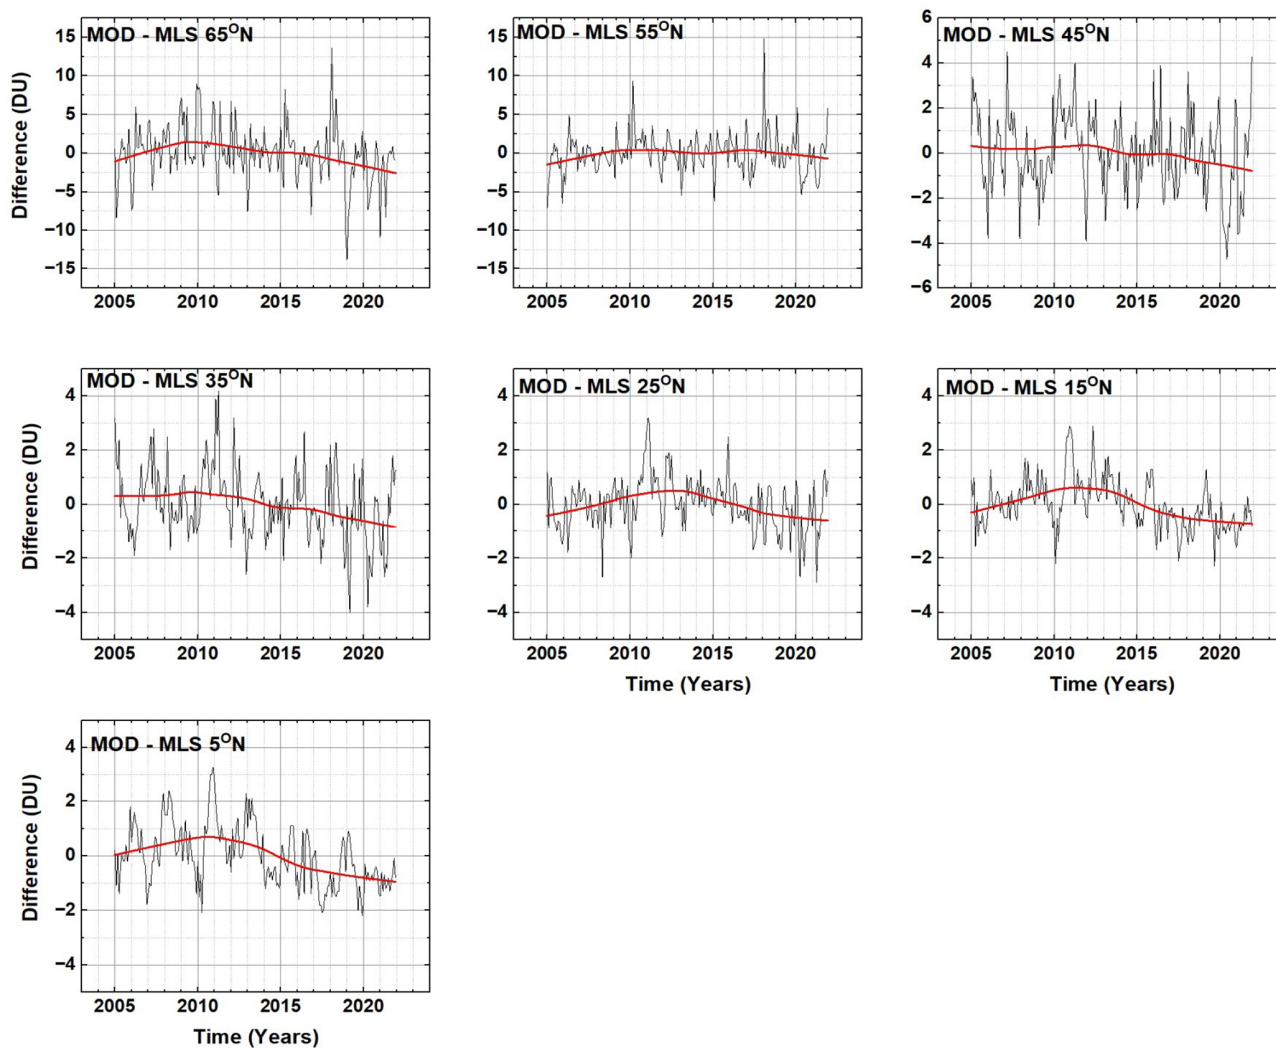 MOD - MLS 65ᴼN
Difference (DU)
15
10
5
0
−5
−10
−15
2005 2010 2015 2020
MOD - MLS 55ᴼN
15
10
5
0
−5
−10
−15
2005 2010 2015 2020
MOD - MLS 45ᴼN
6
4
2
0
−2
−4
−6
2005 2010 2015 2020
MOD - MLS 35ᴼN
Difference (DU)
4
2
0
−2
−4
2005 2010 2015 2020
MOD - MLS 25ᴼN
4
2
0
−2
−4
2005 2010 2015 2020
Time (Years)
MOD - MLS 15ᴼN
4
2
0
−2
−4
2005 2010 2015 2020
Time (Years)
MOD - MLS 5ᴼN
Difference (DU)
4
2
0
−2
−4
2005 2010 2015 2020
Time (Years)